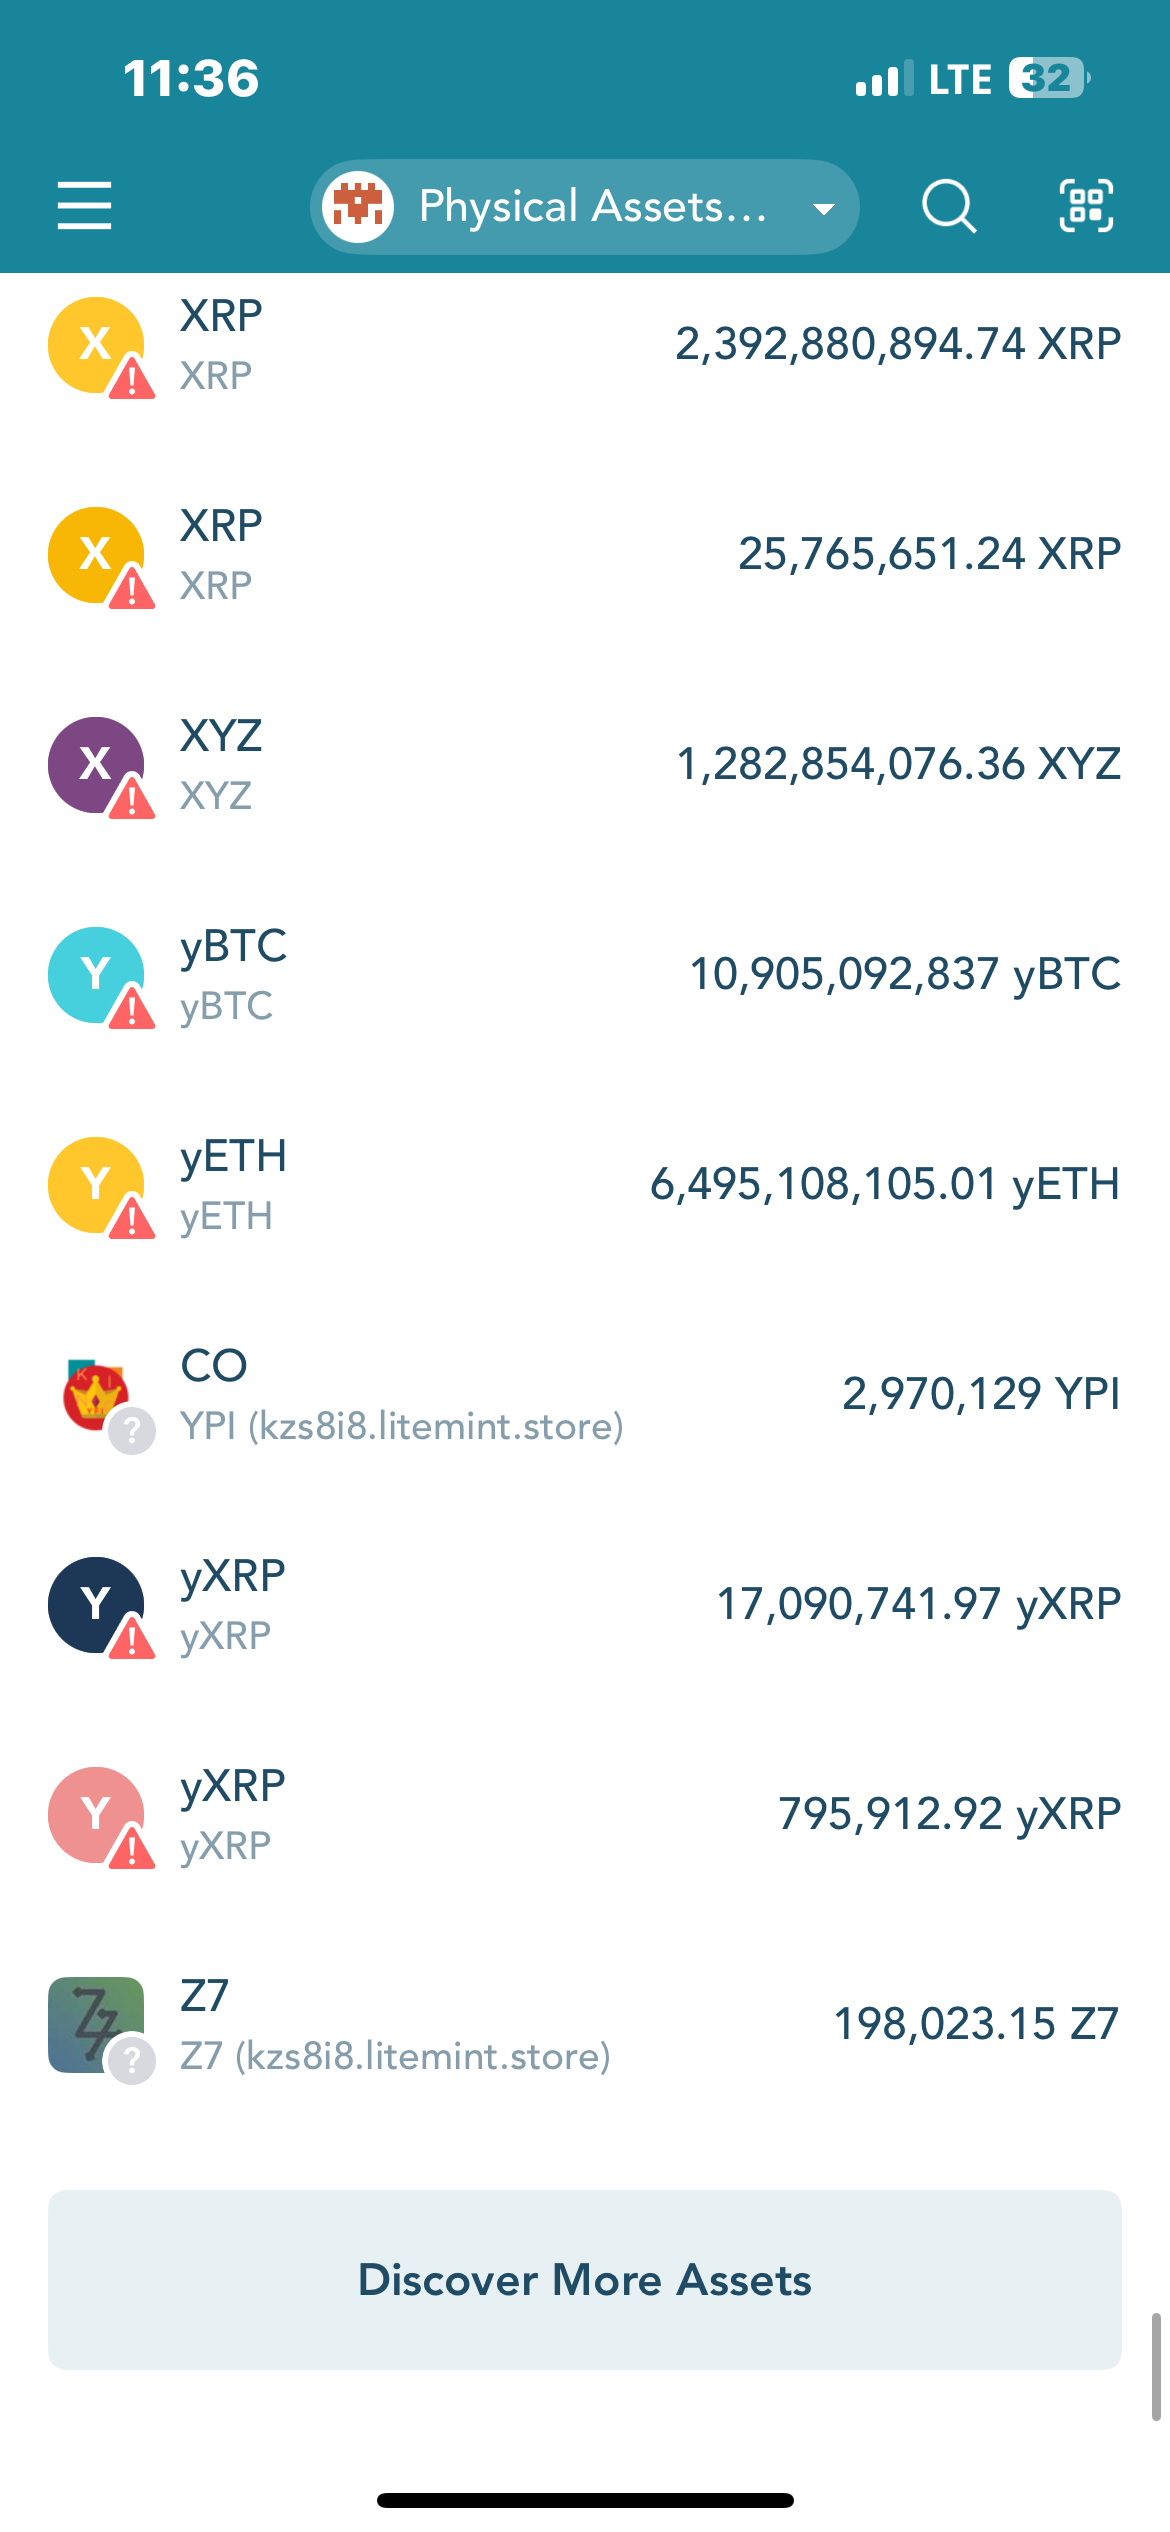 11:36
LTE 32
Physical Assets...
X
XRP
XRP
2,392,880,894.74 XRP
X
XRP
XRP
25,765,651.24 XRP
X
XYZ
XYZ
1,282,854,076.36 XYZ
Y
yBTC
yBTC
10,905,092,837 yBTC
Y
yETH
yETH
6,495,108,105.01 yETH
K I
CO
YPI (kzs8i8.litemint.store)
2,970,129 YPI
Y
yXRP
yXRP
17,090,741.97 yXRP
Y
yXRP
yXRP
795,912.92 yXRP
Z7
Z7
Z7 (kzs8i8.litemint.store)
198,023.15 Z7
Discover More Assets